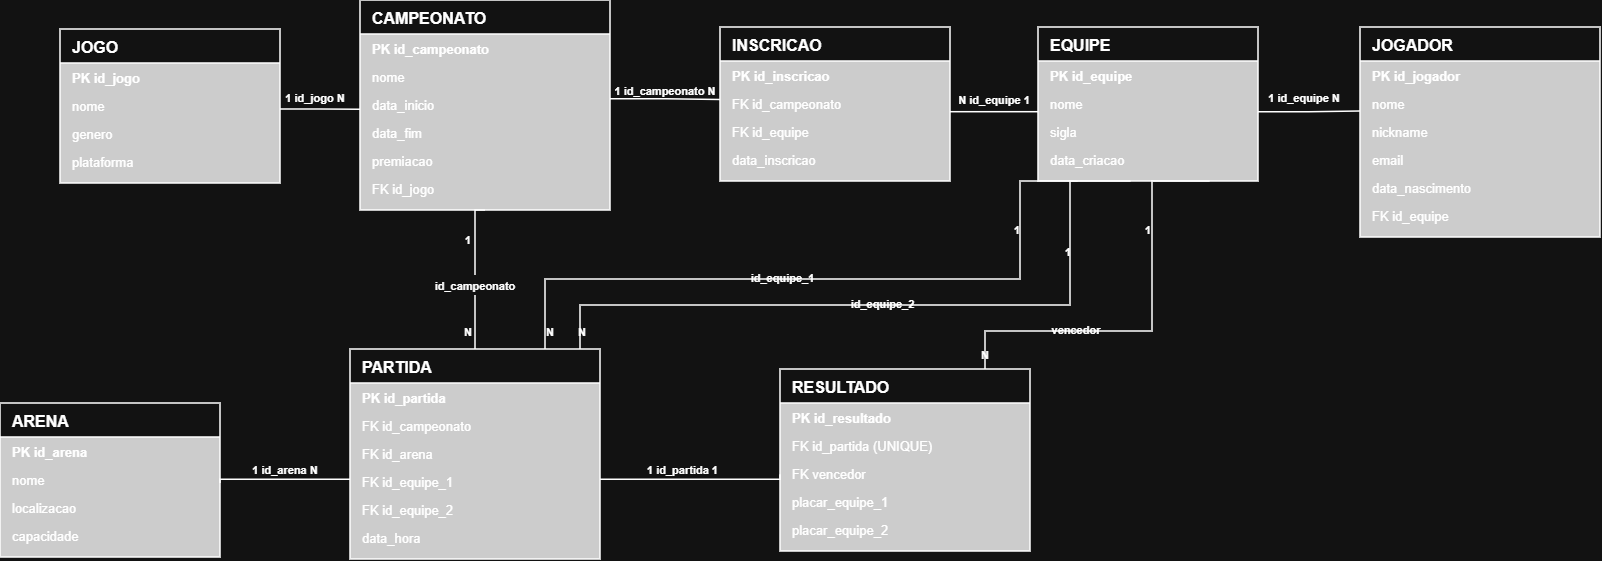 JOGO
PK id_jogo
nome
genero
plataforma
1 id_jogo N
CAMPEONATO
PK id_campeonato
nome
data_inicio
data_fim
premiacao
FK id_jogo
1 id_campeonato N
INSCRICAO
PK id_inscricao
FK id_campeonato
FK id_equipe
data_inscricao
N id_equipe 1
EQUIPE
PK id_equipe
nome
sigla
data_criacao
1 id_equipe N
JOGADOR
PK id_jogador
nome
nickname
email
data_nascimento
FK id_equipe
1
id_campeonato
N
1
id_equipe_1
N
1
id_equipe_2
N
1
vencedor
N
ARENA
PK id_arena
nome
localizacao
capacidade
1 id_arena N
PARTIDA
PK id_partida
FK id_campeonato
FK id_arena
FK id_equipe_1
FK id_equipe_2
data_hora
1 id_partida 1
RESULTADO
PK id_resultado
FK id_partida (UNIQUE)
FK vencedor
placar_equipe_1
placar_equipe_2